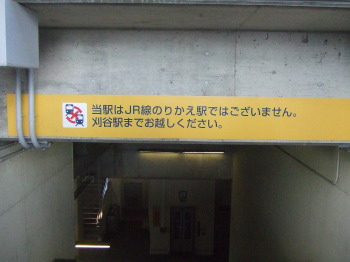 当駅はJR線のりかえ駅ではございません。
刈谷駅までお越しください。